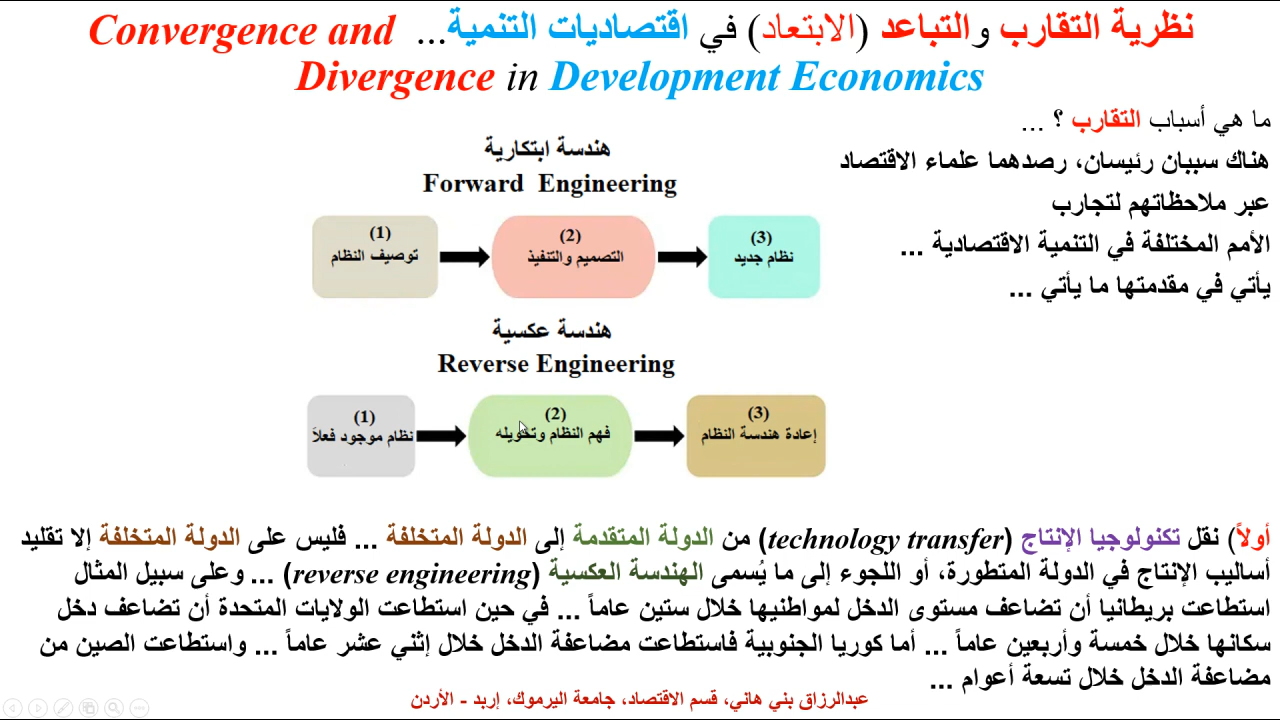 نظرية التقارب والتباعد (الابتعاد) في اقتصاديات التنمية... Convergence and
Divergence in Development Economics
ما هي أسباب التقارب ؟ ...
هناك سببان رئيسان، رصدهما علماء الاقتصاد
عبر ملاحظاتهم لتجارب
الأمم المختلفة في التنمية الاقتصادية ...
يأتي في مقدمتها ما يأتي ...
هندسة ابتكارية
Forward Engineering
(1)
توصيف النظام
(2)
التصميم والتنفيذ
(3)
نظام جديد
هندسة عكسية
Reverse Engineering
(1)
نظام موجود فعلاً
(2)
فهم النظام وتحويله
(3)
إعادة هندسة النظام
أولاً) نقل تكنولوجيا الإنتاج (technology transfer) من الدولة المتقدمة إلى الدولة المتخلفة ... فليس على الدولة المتخلفة إلا تقليد
أساليب الإنتاج في الدولة المتطورة، أو اللجوء إلى ما يُسمى الهندسة العكسية (reverse engineering) ... وعلى سبيل المثال
استطاعت بريطانيا أن تضاعف مستوى الدخل لمواطنيها خلال ستين عاماً ... في حين استطاعت الولايات المتحدة أن تضاعف دخل
سكانها خلال خمسة وأربعين عاماً ... أما كوريا الجنوبية فاستطاعت مضاعفة الدخل خلال إثني عشر عاماً ... واستطاعت الصين من
مضاعفة الدخل خلال تسعة أعوام ...
عبدالرزاق بني هاني، قسم الاقتصاد، جامعة اليرموك، إربد - الأردن